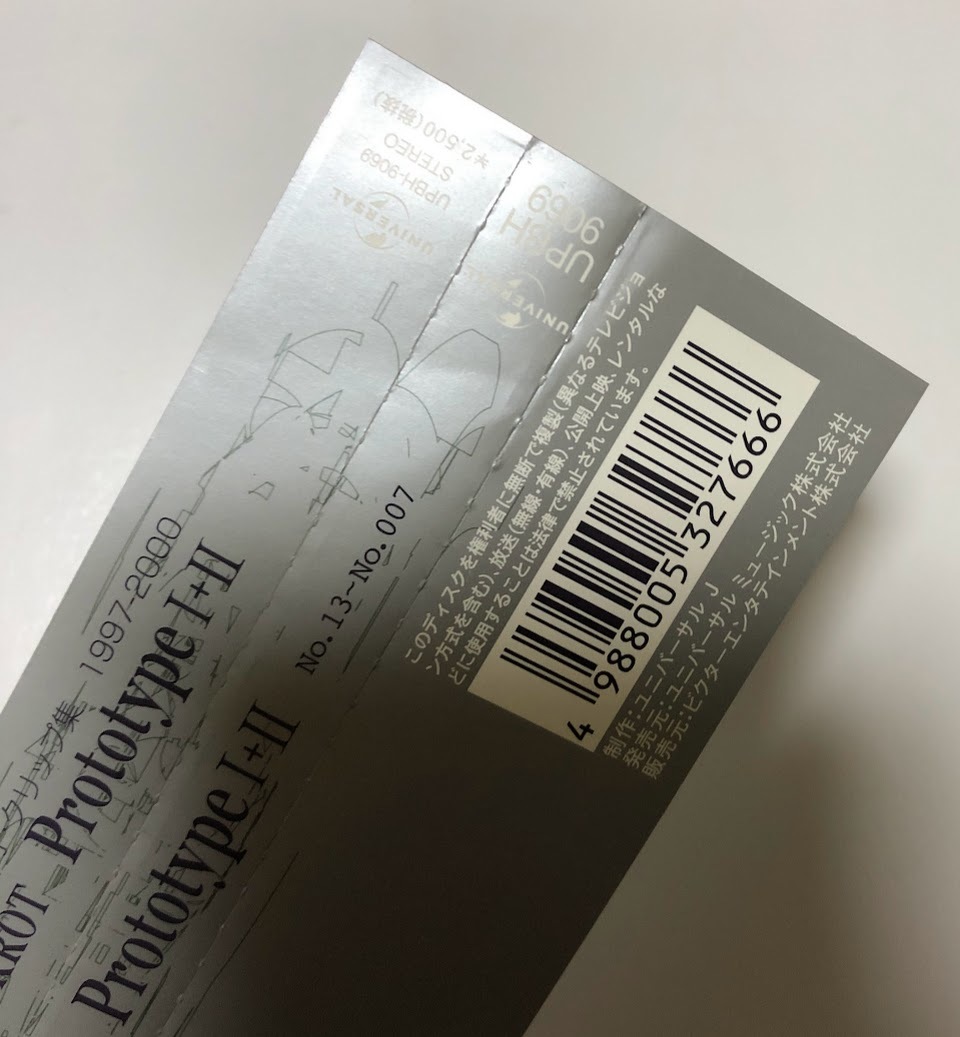 ¥2,500(税抜)
STEREO
UPBH-9069
UNIVERSAL
UPBH
9069
UNIVERSAL
クリップ集 1997-2000
Prototype I+II
Prototype I+II
No. 13~No. 007
このディスクを権利者に無断で複製(異なるテレビジョ
ン方式を含む)、放送(無線・有線)、公開上映、レンタルな
どに使用することは法律で禁止されています。
4 988005 327666
制作:ユニバーサル J
発売元:ユニバーサル ミュージック株式会社
販売元:ビクターエンタテインメント株式会社